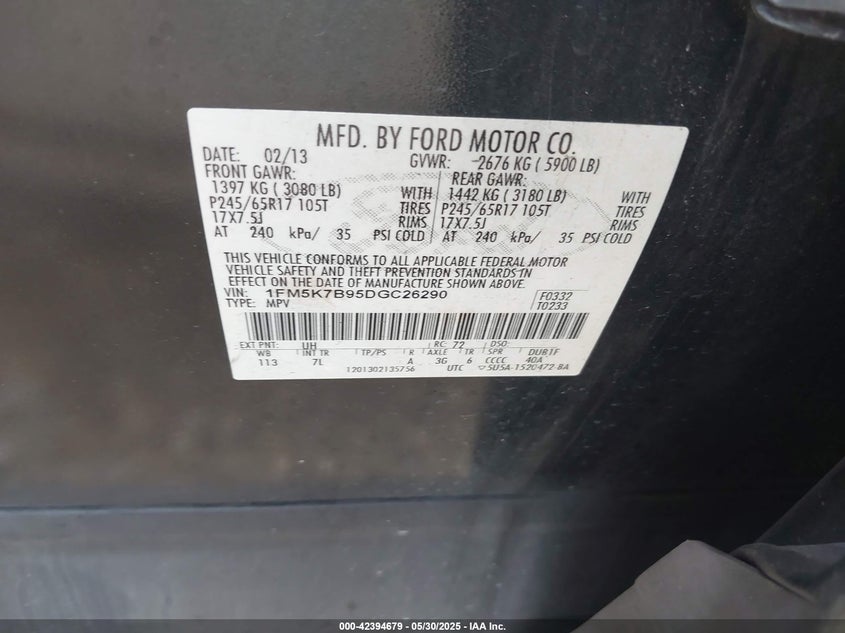 MFD. BY FORD MOTOR CO.
DATE: 02/13 GVWR: 2676 KG ( 5900 LB)
FRONT GAWR: REAR GAWR:
1397 KG ( 3080 LB) WITH 1442 KG ( 3180 LB) WITH
P245/65R17 105T TIRES P245/65R17 105T TIRES
17X7.5J RIMS 17X7.5J RIMS
AT 240 kPa/ 35 PSI COLD AT 240 kPa/ 35 PSI COLD
THIS VEHICLE CONFORMS TO ALL APPLICABLE FEDERAL MOTOR
VEHICLE SAFETY AND THEFT PREVENTION STANDARDS IN
EFFECT ON THE DATE OF MANUFACTURE SHOWN ABOVE.
VIN: 1FM5K7B95DGC26290 F0332
TYPE: MPV T0233
EXT PNT: UH RC: 72 DSO:
WB INT TR TP/PS R AXLE TR SPR DUB1F
113 7L A 3G 6 CCCC 40A
1201302135756 UTC ▽5U5A-1520472-BA
000-42394679 - 05/30/2025 - IAA Inc.